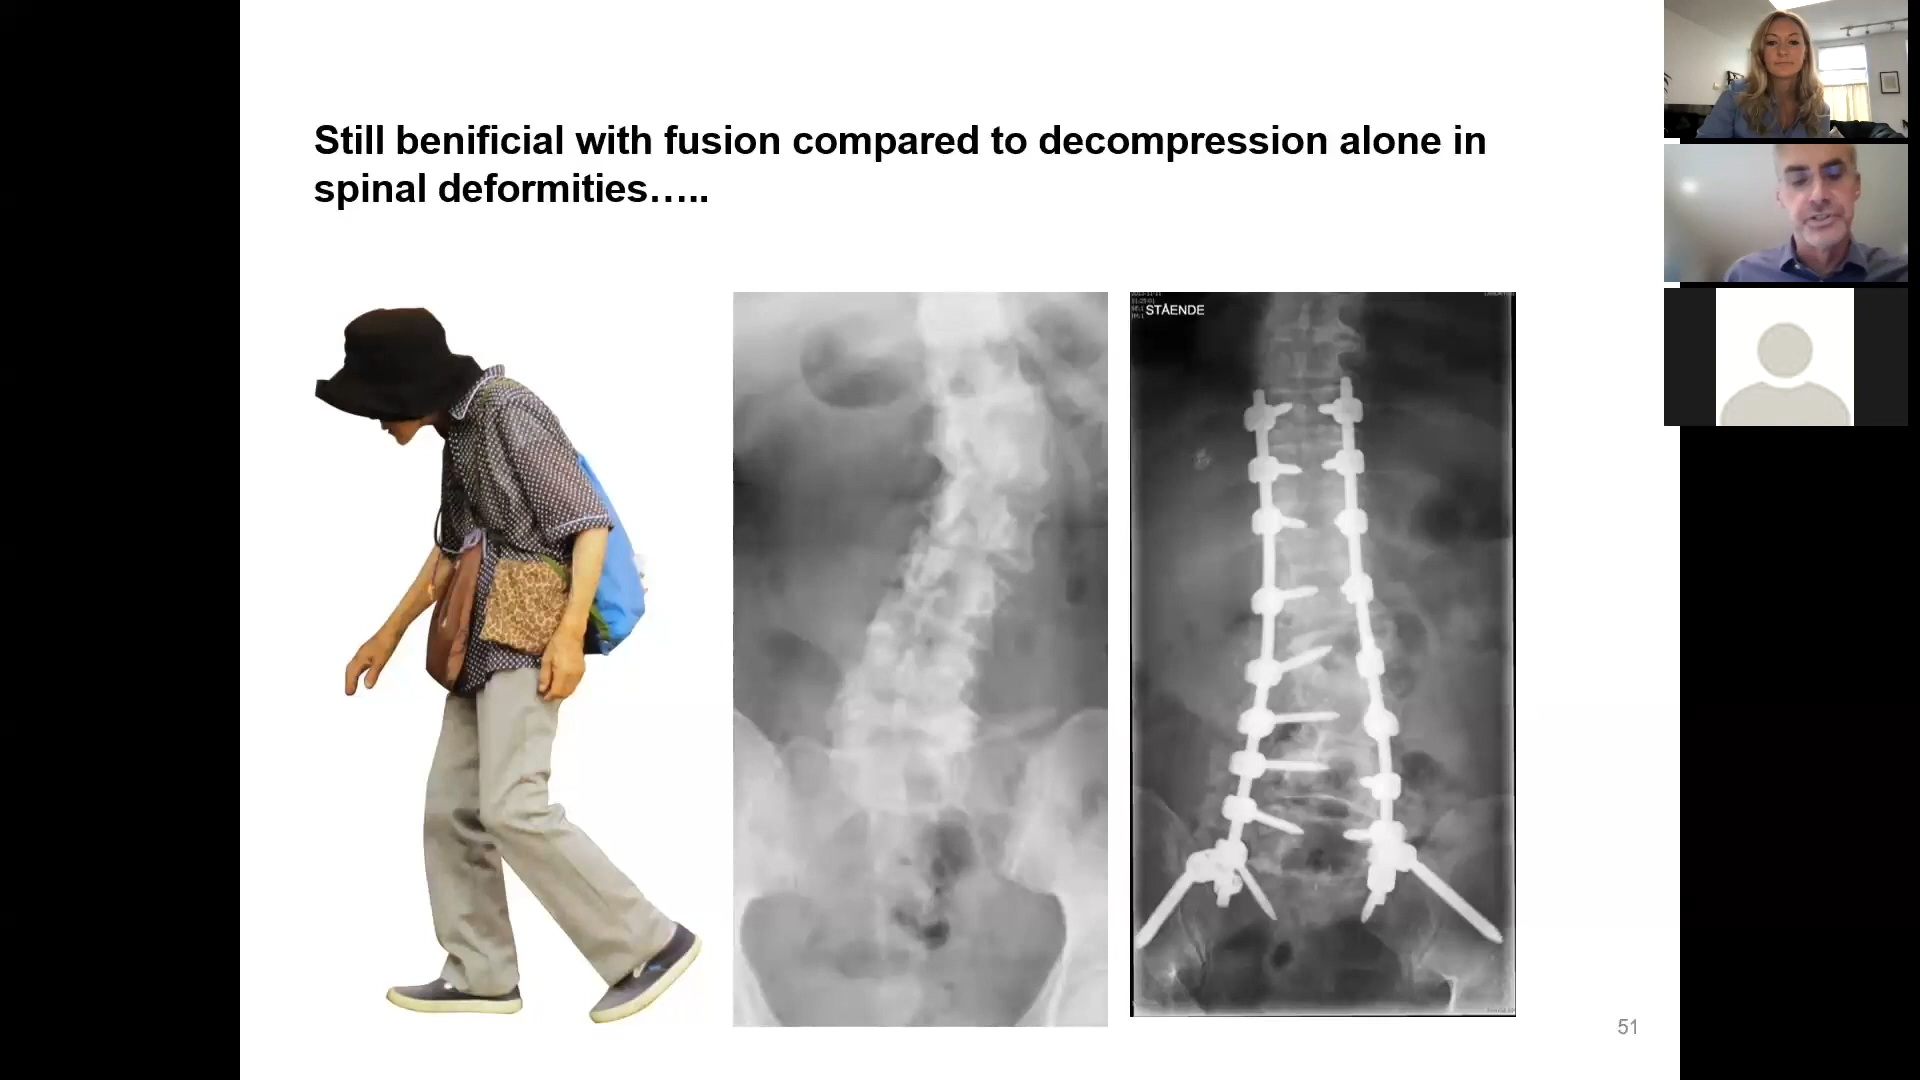 Still benificial with fusion compared to decompression alone in
spinal deformities…..
STÅENDE
51